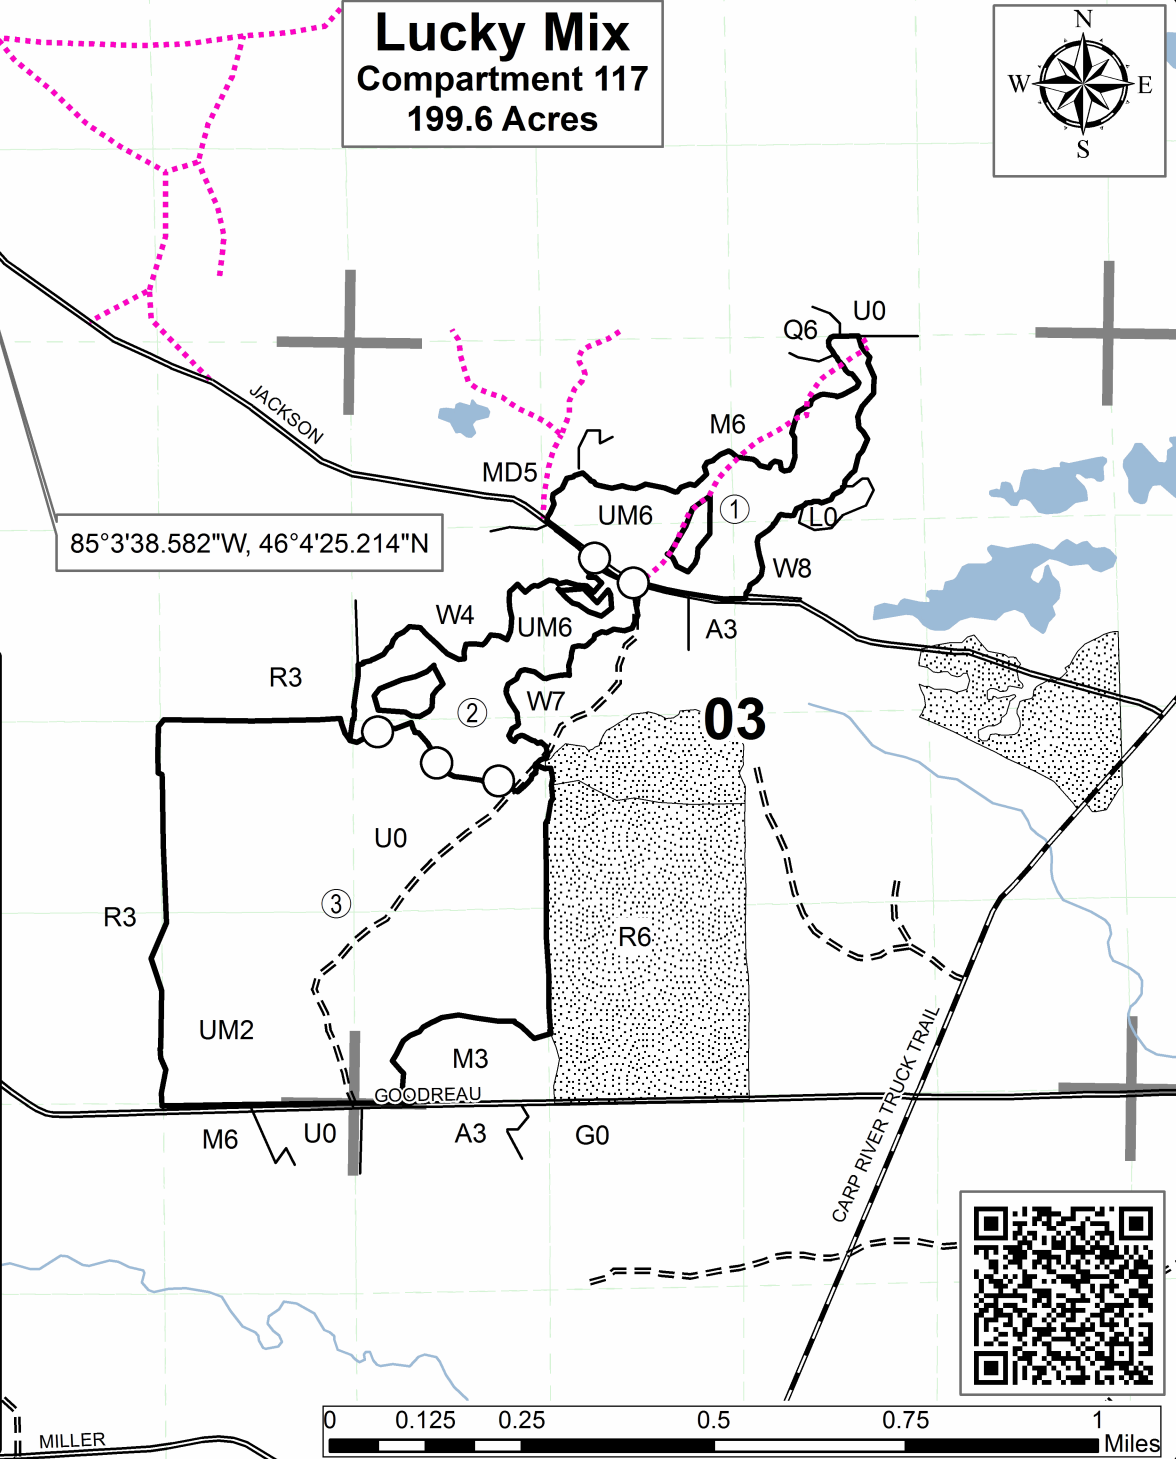 Lucky Mix
Compartment 117
199.6 Acres
N
W E
S
U0
Q6
JACKSON
M6
MD5
1
UM6
L0
85°3'38.582"W, 46°4'25.214"N
W8
W4
UM6
A3
R3
W7
2
03
U0
3
R3
R6
UM2
M3
GOODREAU
CARP RIVER TRUCK TRAIL
M6
U0
A3
G0
0 0.125 0.25 0.5 0.75 1
Miles
MILLER